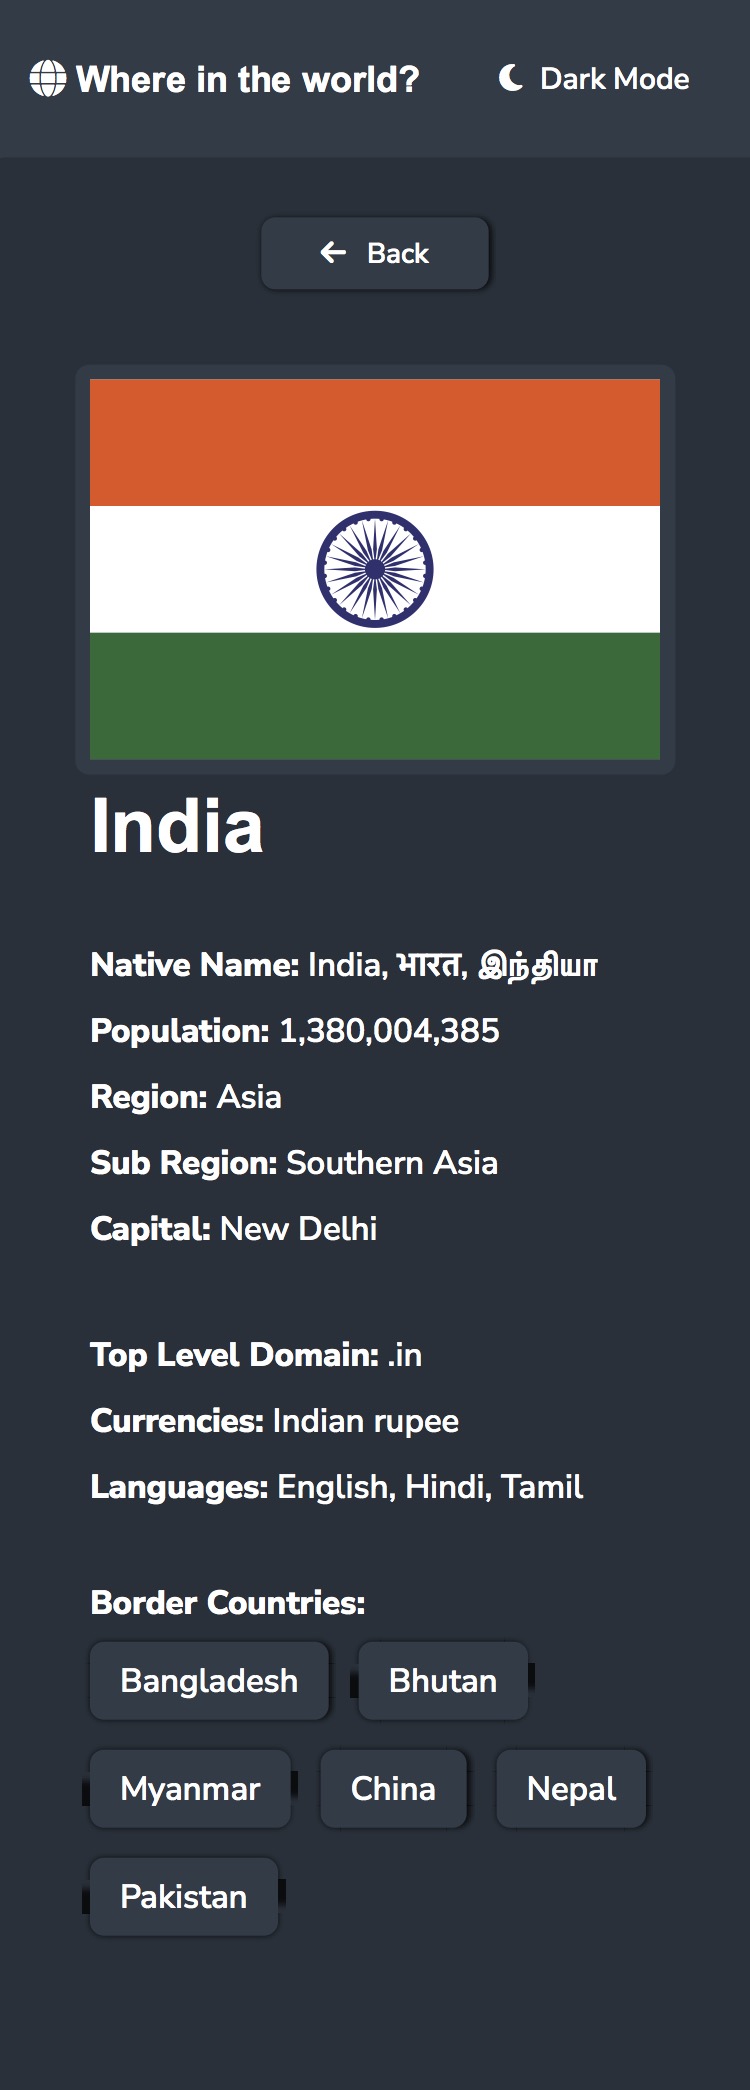 Where in the world? Dark Mode
Back
India
Native Name: India, भारत, இந்தியா
Population: 1,380,004,385
Region: Asia
Sub Region: Southern Asia
Capital: New Delhi
Top Level Domain: .in
Currencies: Indian rupee
Languages: English, Hindi, Tamil
Border Countries:
Bangladesh Bhutan
Myanmar China Nepal
Pakistan